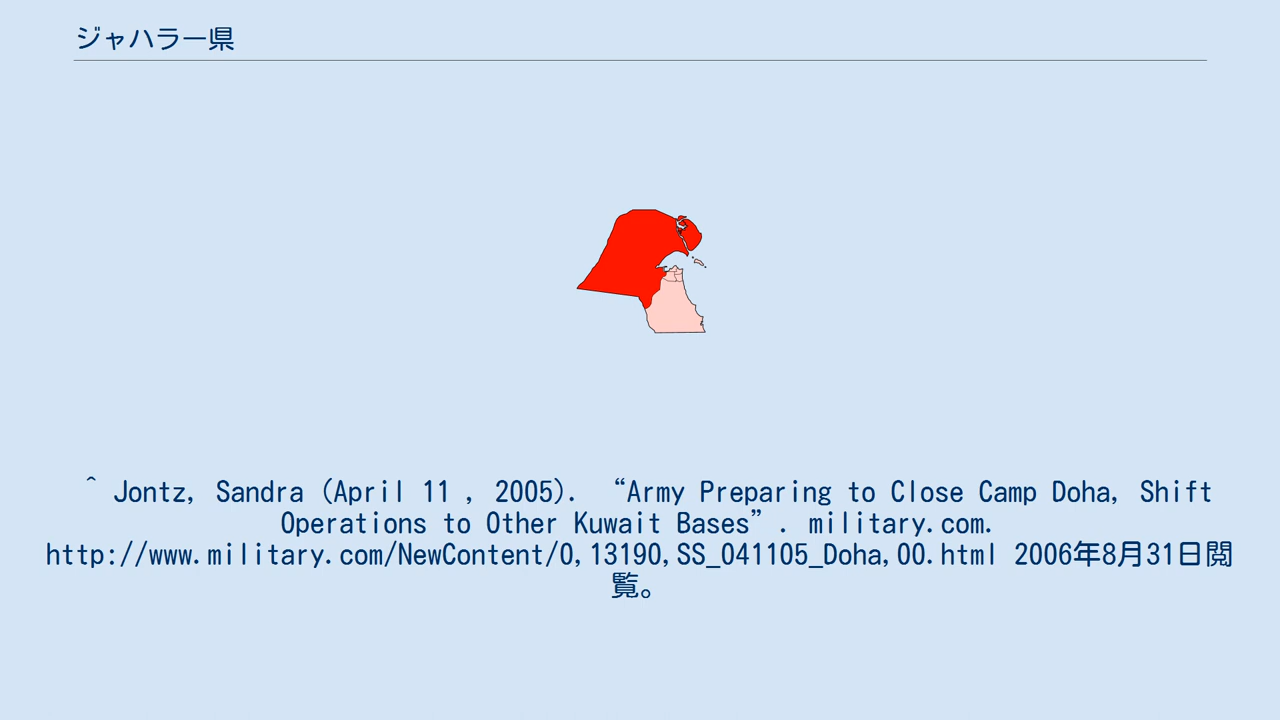 ジャハラー県
^ Jontz, Sandra (April 11 , 2005). “Army Preparing to Close Camp Doha, Shift
Operations to Other Kuwait Bases”. military.com.
http://www.military.com/NewContent/0,13190,SS_041105_Doha,00.html 2006年8月31日閲
覧。